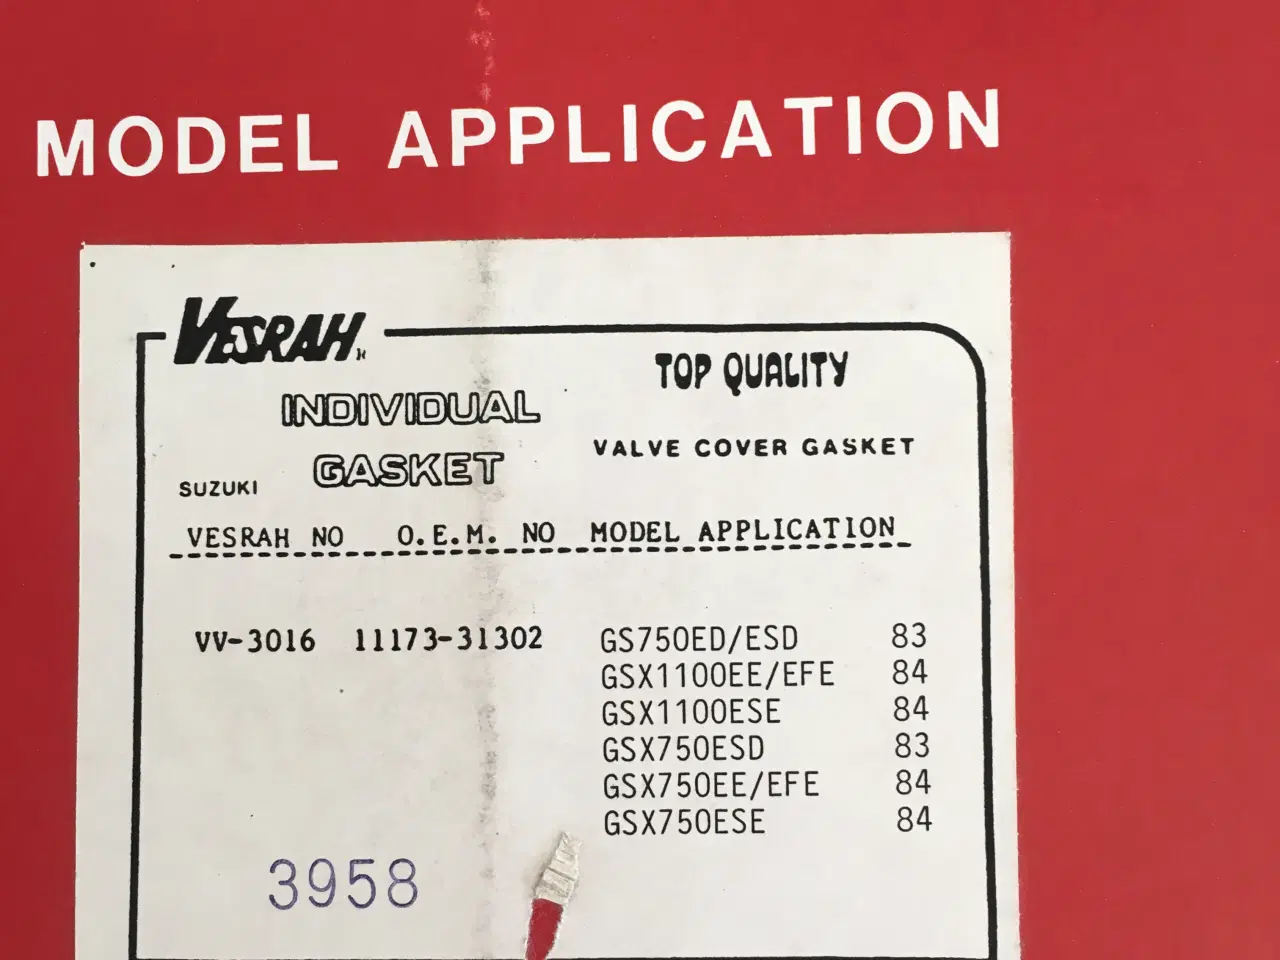 MODEL APPLICATION
VESRAH
TOP QUALITY
INDIVIDUAL
GASKET
VALVE COVER GASKET
SUZUKI
VESRAH NO O.E.M. NO MODEL APPLICATION
VV-3016 11173-31302 GS750ED/ESD 83
GSX1100EE/EFE 84
GSX1100ESE 84
GSX750ESD 83
GSX750EE/EFE 84
GSX750ESE 84
3958